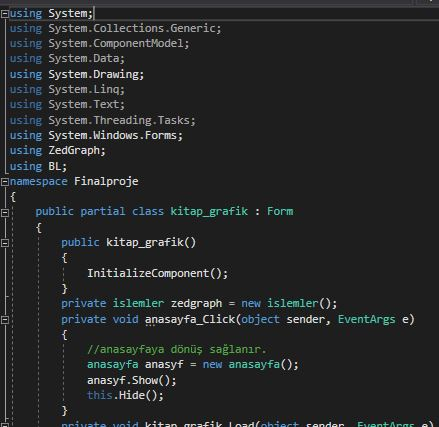 using System;
using System.Collections.Generic;
using System.ComponentModel;
using System.Data;
using System.Drawing;
using System.Linq;
using System.Text;
using System.Threading.Tasks;
using System.Windows.Forms;
using ZedGraph;
using BL;
namespace Finalproje
{
public partial class kitap_grafik : Form
{
public kitap_grafik()
{
InitializeComponent();
}
private islemler zedgraph = new islemler();
private void anasayfa_Click(object sender, EventArgs e)
{
//anasayfaya dönüş sağlanır.
anasayfa anasyf = new anasayfa();
anasyf.Show();
this.Hide();
}
private void kitap_grafik_Load(object sender, EventArgs e)